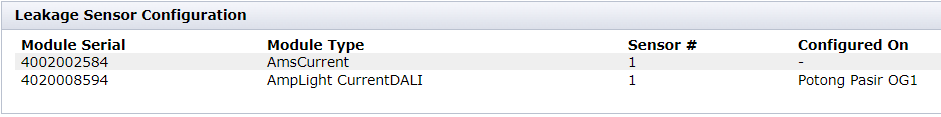 Leakage Sensor Configuration
Module Serial Module Type Sensor # Configured On
4002002584 AmsCurrent 1 -
4020008594 AmpLight CurrentDALI 1 Potong Pasir OG1